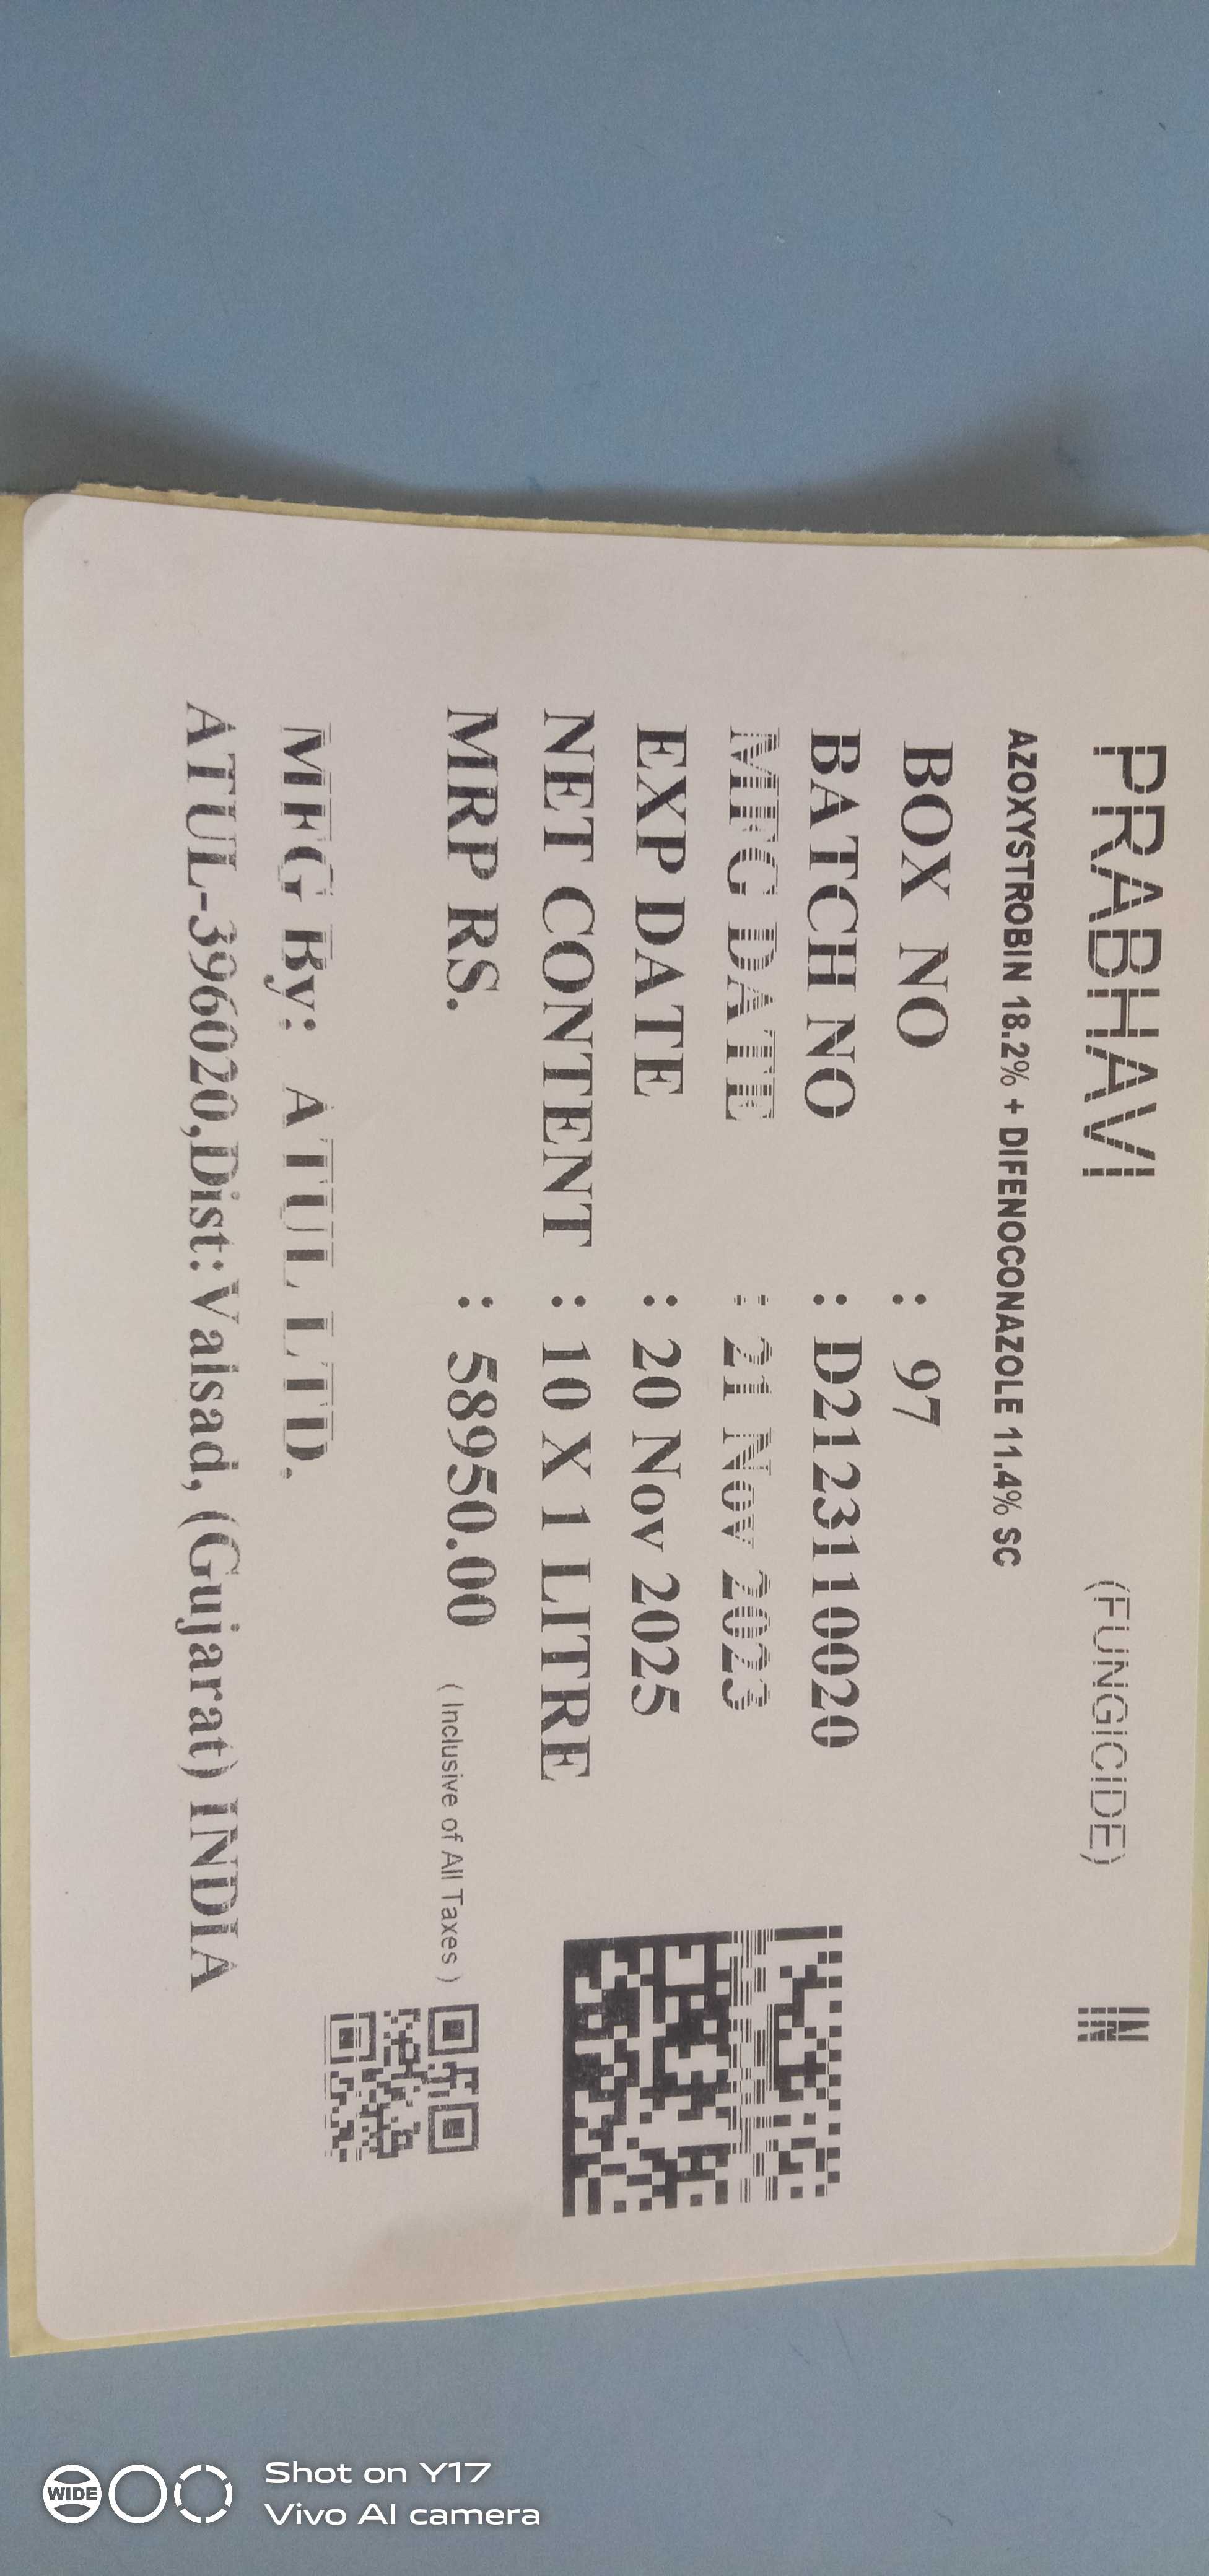 PRABHAVI (FUNGICIDE) IN
AZOXYSTROBIN 18.2% + DIFENOCONAZOLE 11.4% SC
BOX NO : 97
BATCH NO : D2123110020
MFG DATE : 21 Nov 2023
EXP DATE : 20 Nov 2025
NET CONTENT : 10 X 1 LITRE
MRP RS. : 58950.00 ( Inclusive of All Taxes )
MFG By: ATUL LTD.
ATUL-396020,Dist:Valsad, (Gujarat) INDIA
WIDE
Shot on Y17
Vivo AI camera